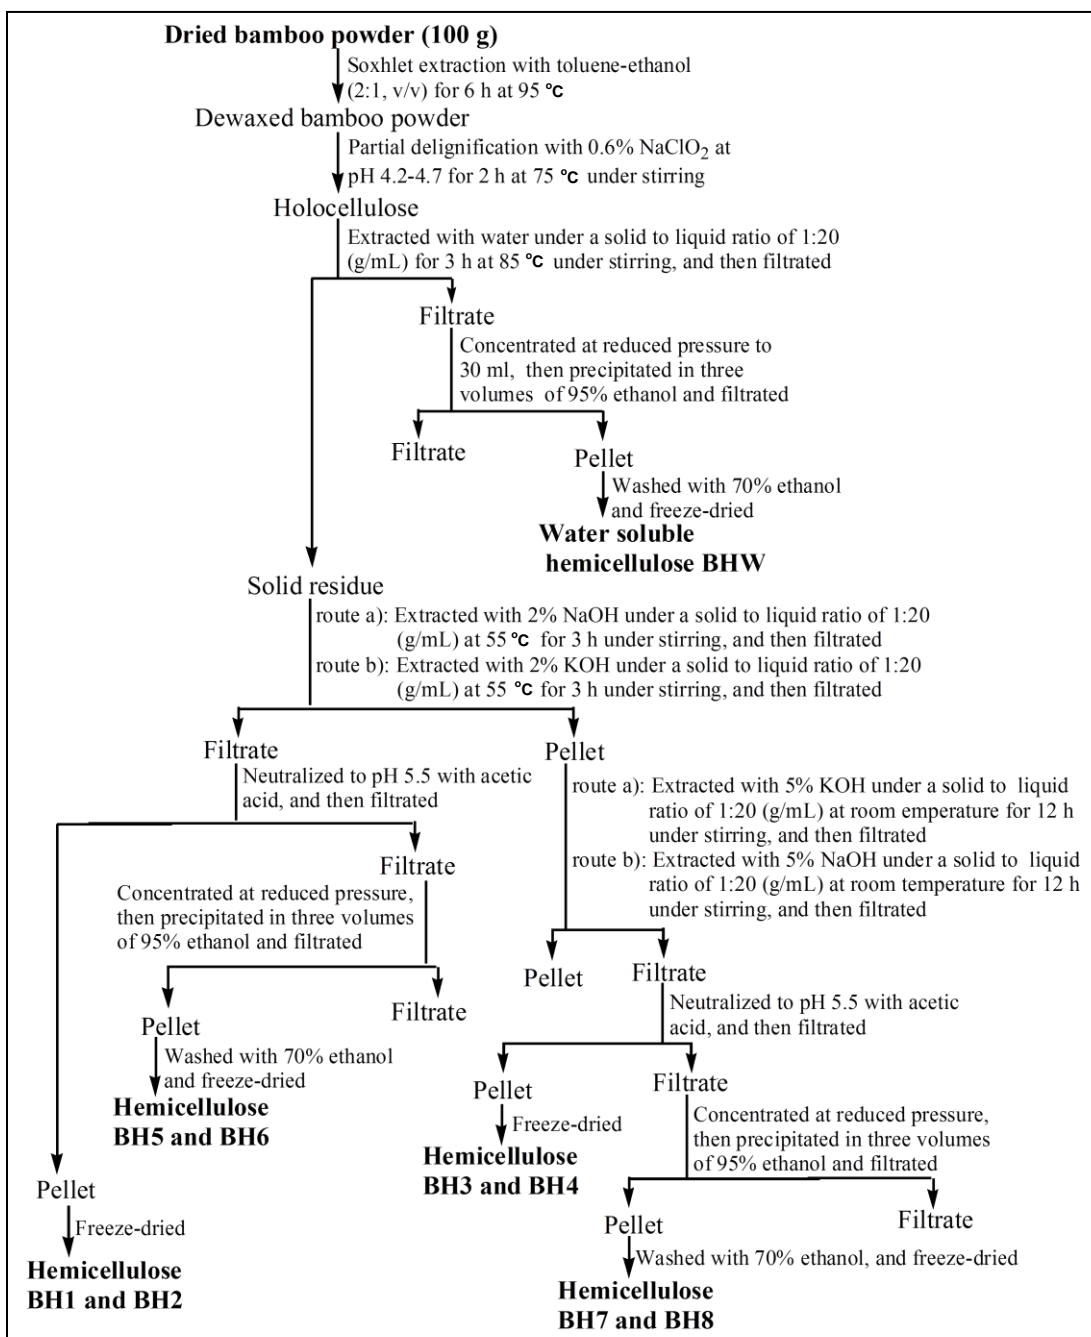 Dried bamboo powder (100 g)
Soxhlet extraction with toluene-ethanol
(2:1, v/v) for 6 h at 95 °C
Dewaxed bamboo powder
Partial delignification with 0.6% NaClO₂ at
pH 4.2-4.7 for 2 h at 75 °C under stirring
Holocellulose
Extracted with water under a solid to liquid ratio of 1:20
(g/mL) for 3 h at 85 °C under stirring, and then filtrated
Filtrate
Concentrated at reduced pressure to
30 ml, then precipitated in three
volumes of 95% ethanol and filtrated
Filtrate
Pellet
Washed with 70% ethanol
and freeze-dried
Water soluble
hemicellulose BHW
Solid residue
route a): Extracted with 2% NaOH under a solid to liquid ratio of 1:20
(g/mL) at 55 °C for 3 h under stirring, and then filtrated
route b): Extracted with 2% KOH under a solid to liquid ratio of 1:20
(g/mL) at 55 °C for 3 h under stirring, and then filtrated
Filtrate
Neutralized to pH 5.5 with acetic
acid, and then filtrated
Pellet
route a): Extracted with 5% KOH under a solid to liquid
ratio of 1:20 (g/mL) at room emperature for 12 h
under stirring, and then filtrated
route b): Extracted with 5% NaOH under a solid to liquid
ratio of 1:20 (g/mL) at room temperature for 12 h
under stirring, and then filtrated
Filtrate
Concentrated at reduced pressure,
then precipitated in three volumes
of 95% ethanol and filtrated
Pellet
Filtrate
Pellet
Washed with 70% ethanol
and freeze-dried
Hemicellulose
BH5 and BH6
Filtrate
Neutralized to pH 5.5 with acetic
acid, and then filtrated
Pellet
Freeze-dried
Hemicellulose
BH3 and BH4
Filtrate
Concentrated at reduced pressure,
then precipitated in three volumes
of 95% ethanol and filtrated
Pellet
Freeze-dried
Hemicellulose
BH1 and BH2
Pellet
Washed with 70% ethanol, and freeze-dried
Hemicellulose
BH7 and BH8
Filtrate